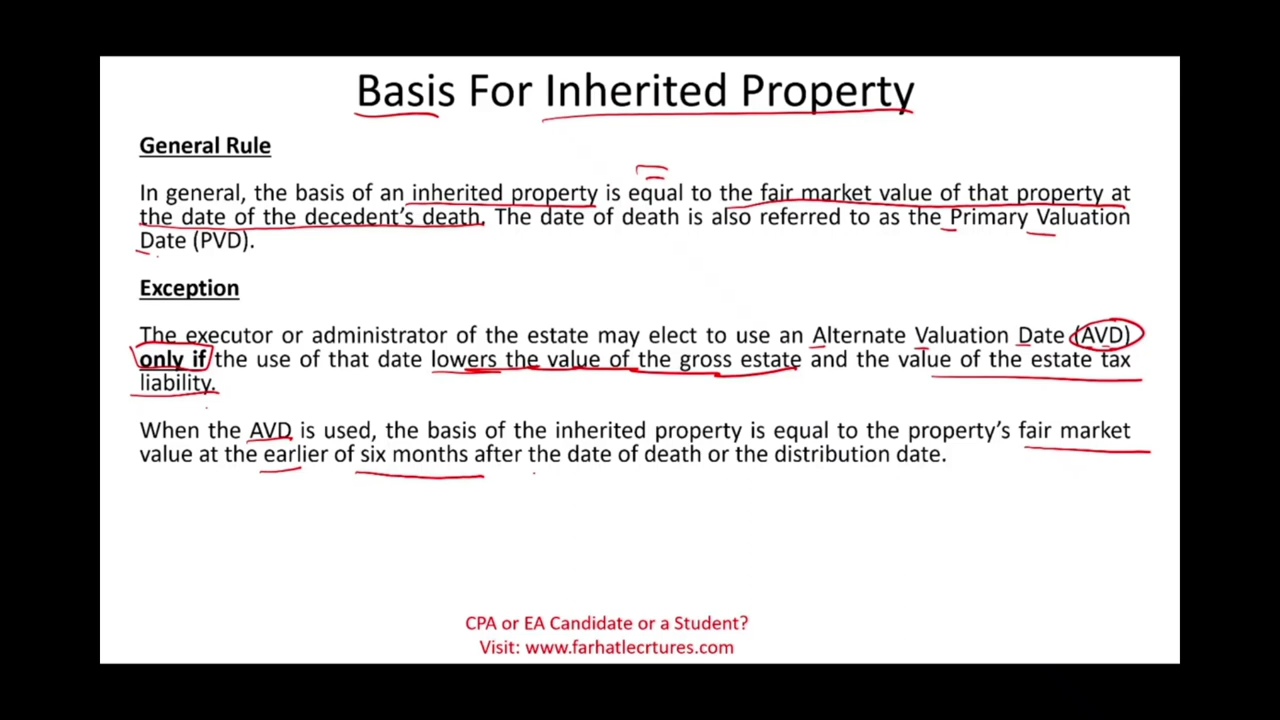 Basis For Inherited Property
General Rule
In general, the basis of an inherited property is equal to the fair market value of that property at
the date of the decedent's death. The date of death is also referred to as the Primary Valuation
Date (PVD).
Exception
The executor or administrator of the estate may elect to use an Alternate Valuation Date (AVD)
only if the use of that date lowers the value of the gross estate and the value of the estate tax
liability.
When the AVD is used, the basis of the inherited property is equal to the property's fair market
value at the earlier of six months after the date of death or the distribution date.
CPA or EA Candidate or a Student?
Visit: www.farhatlecrtures.com